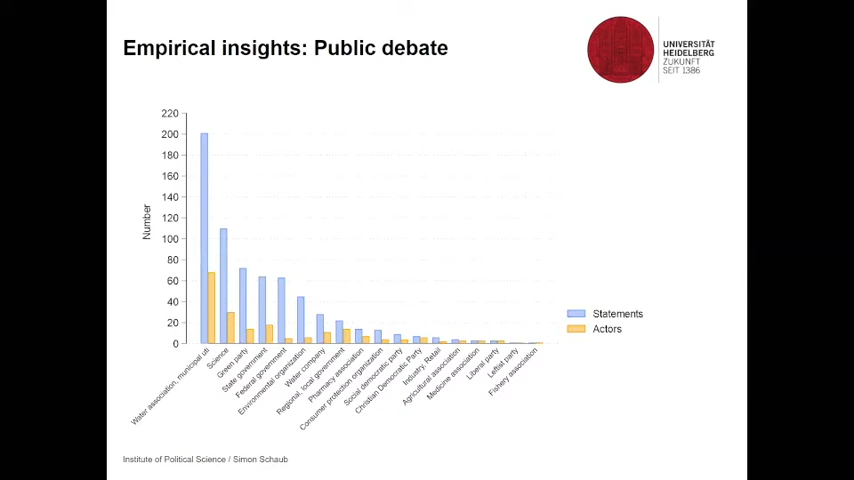 Empirical insights: Public debate
UNIVERSITÄT
HEIDELBERG
ZUKUNFT
SEIT 1386
220
200
180
160
140
120
100
80
60
40
20
0
Number
Water association, municipal uti
Science
Green party
State government
Federal government
Environmental organization
Water company
Regional, local government
Pharmacy association
Consumer protection organization
Social democratic party
Christian Democratic Party
Industry, Retail
Agricultural association
Medicine association
Liberal party
Leftist party
Fishery association
Statements
Actors
Institute of Political Science / Simon Schaub